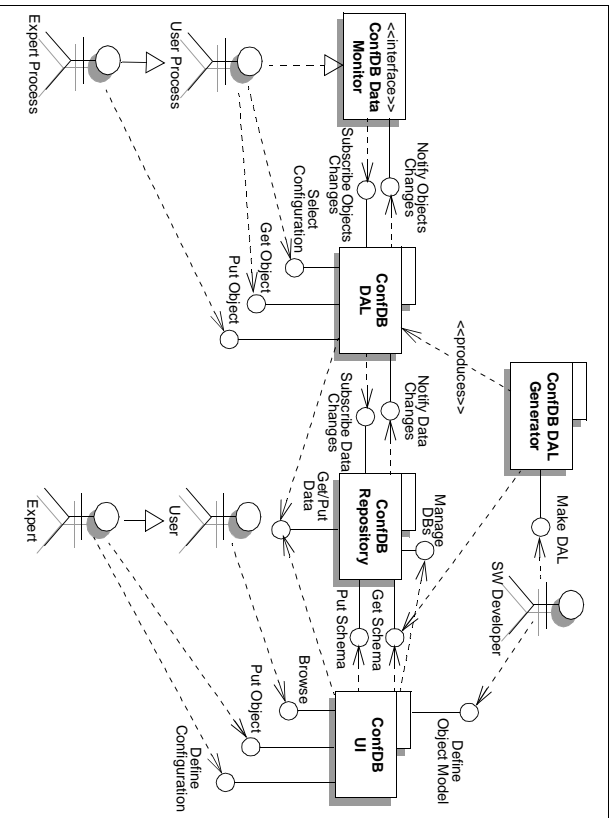 ConfDB DAL
Generator
Make DAL
SW Developer
<<produces>>
<<interface>>
ConfDB Data
Monitor
Notify Objects
Changes
Subscribe Objects
Changes
ConfDB
DAL
Notify Data
Changes
Subscribe Data
Changes
ConfDB
Repository
Manage
DBs
Get Schema
Put Schema
ConfDB
UI
Define
Object Model
User Process
Expert Process
Select
Configuration
Get Object
Put Object
Get/Put
Data
User
Expert
Browse
Put Object
Define
Configuration